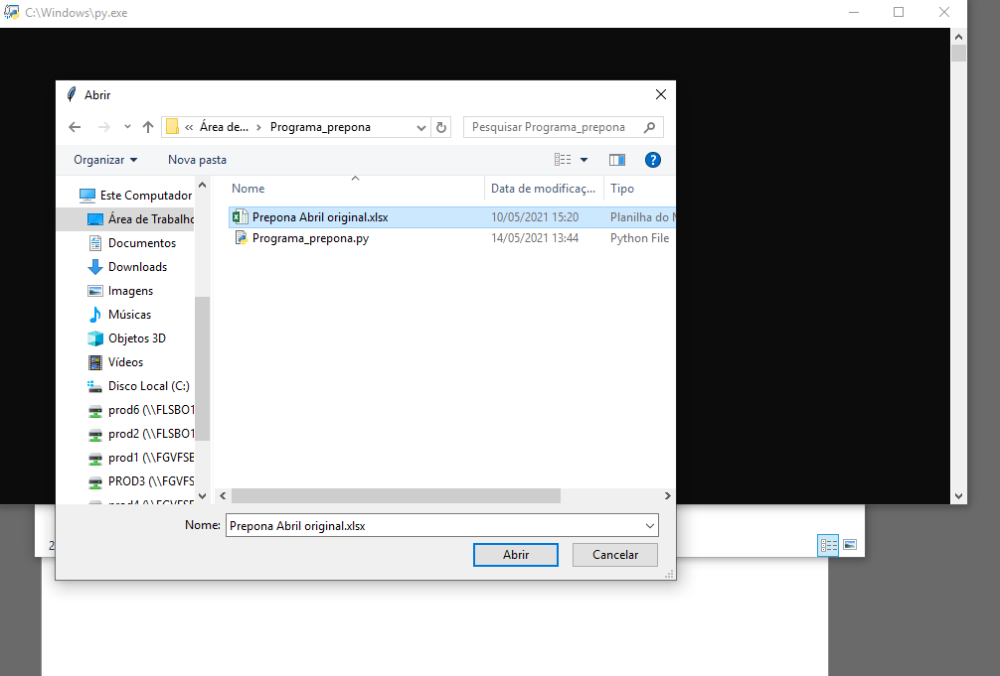 C:\Windows\py.exe
Abrir
« Área de... › Programa_prepona
Pesquisar Programa_prepona
Organizar
Nova pasta
?
Este Computador
Área de Trabalho
Documentos
Downloads
Imagens
Músicas
Objetos 3D
Vídeos
Disco Local (C:)
prod6 (\\FLSBO1
prod2 (\\FLSBO1
prod1 (\\FGVFSE
PROD3 (\\FGVFS
prod4 (\\FGVFSE
Nome
Data de modificaç...
Tipo
Prepona Abril original.xlsx
10/05/2021 15:20
Planilha do M
Programa_prepona.py
14/05/2021 13:44
Python File
Nome:
Prepona Abril original.xlsx
Abrir
Cancelar
2